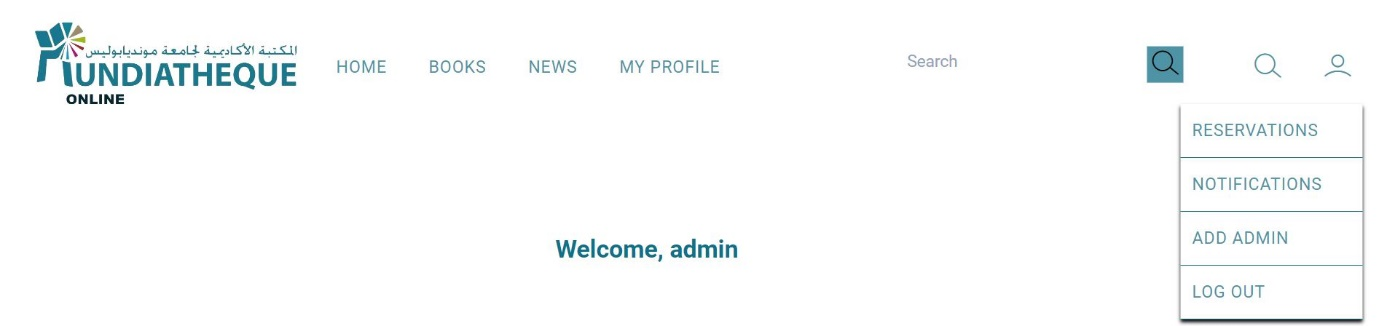 المكتبة الأكاديمية لجامعة مونديابوليس
MUNDIATHEQUE
ONLINE
HOME BOOKS NEWS MY PROFILE Search
RESERVATIONS
NOTIFICATIONS
ADD ADMIN
LOG OUT
Welcome, admin